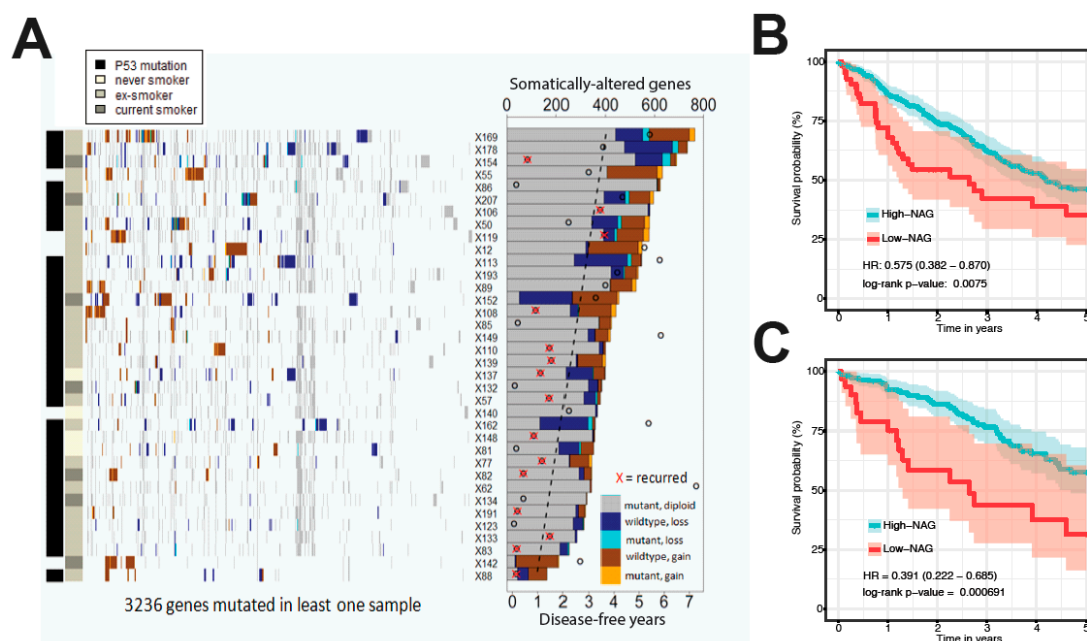 A
P53 mutation
never smoker
ex-smoker
current smoker
Somatically-altered genes
0 200 400 600 800
X169
X178
X154
X55
X86
X207
X106
X50
X119
X12
X113
X193
X89
X152
X108
X85
X149
X110
X139
X137
X132
X57
X140
X162
X148
X81
X77
X82
X62
X134
X191
X123
X133
X83
X142
X88
X = recurred
mutant, diploid
wildtype, loss
mutant, loss
wildtype, gain
mutant, gain
0 1 2 3 4 5 6 7
Disease-free years
3236 genes mutated in least one sample
B
Survival probability (%)
100
75
50
25
0
High-NAG
Low-NAG
HR: 0.575 (0.382 – 0.870)
log-rank p-value: 0.0075
0 1 2 3 4 5
Time in years
C
Survival probability (%)
100
75
50
25
0
High-NAG
Low-NAG
HR = 0.391 (0.222 – 0.685)
log-rank p-value = 0.000691
0 1 2 3 4 5
Time in years